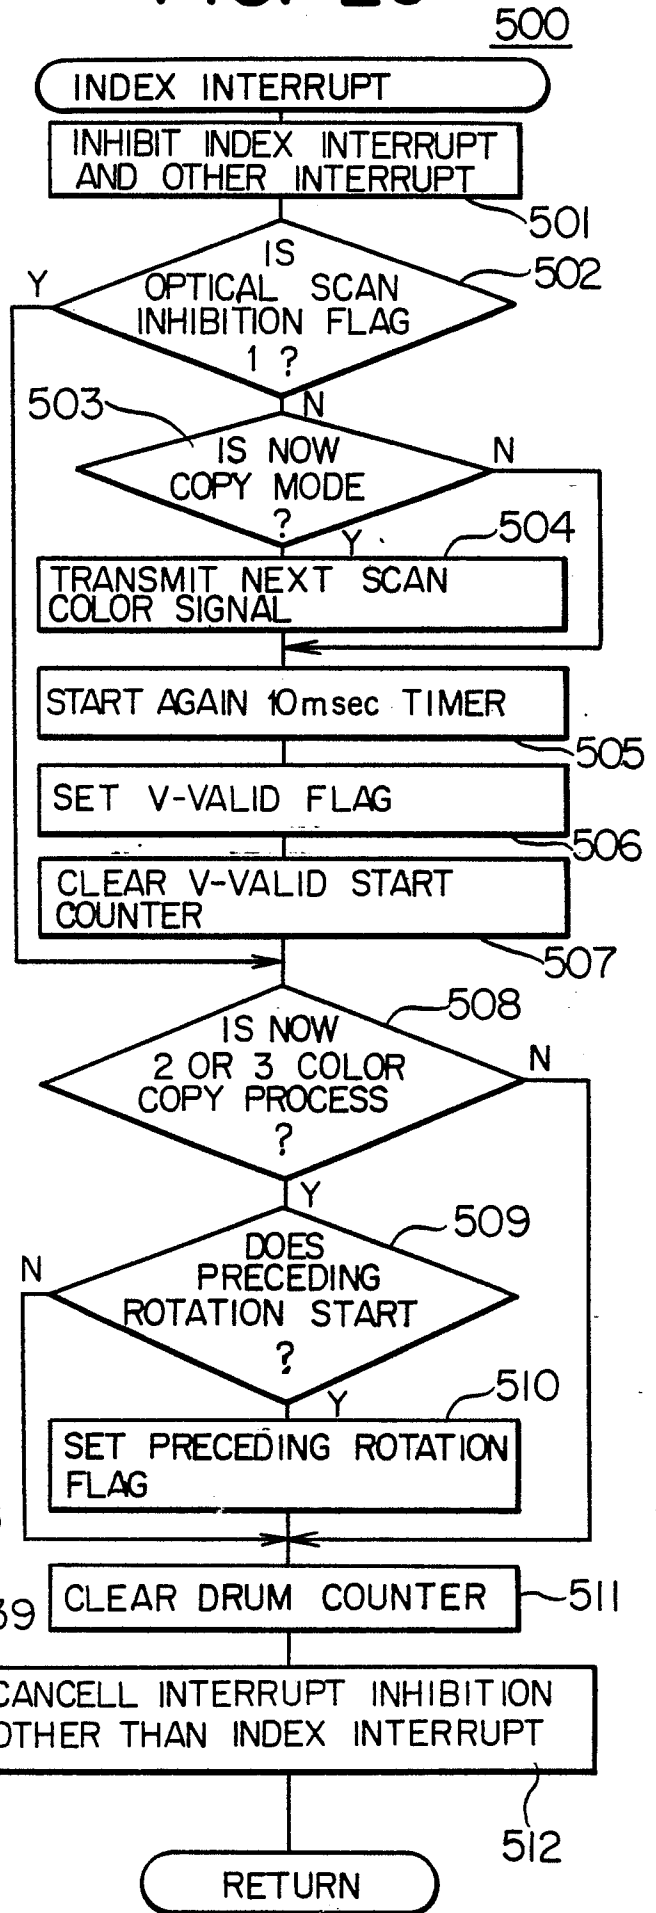 500
INDEX INTERRUPT
INHIBIT INDEX INTERRUPT
AND OTHER INTERRUPT
501
IS
OPTICAL SCAN
INHIBITION FLAG
1 ?
502
Y
N
503
IS NOW
COPY MODE
?
N
Y
504
TRANSMIT NEXT SCAN
COLOR SIGNAL
START AGAIN 10msec TIMER
505
SET V-VALID FLAG
506
CLEAR V-VALID START
COUNTER
507
508
IS NOW
2 OR 3 COLOR
COPY PROCESS
?
N
Y
509
DOES
PRECEDING
ROTATION START
?
N
Y
510
SET PRECEDING ROTATION
FLAG
39
CLEAR DRUM COUNTER
511
CANCELL INTERRUPT INHIBITION
OTHER THAN INDEX INTERRUPT
512
RETURN